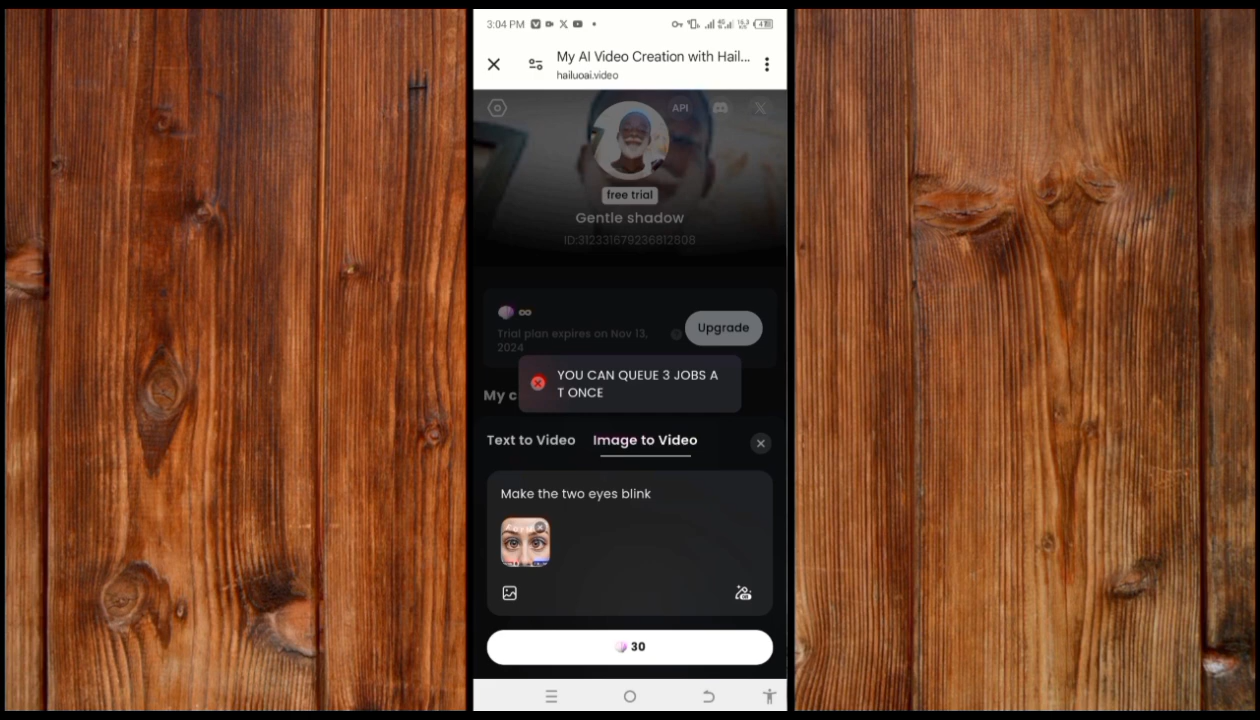 3:04 PM
My AI Video Creation with Hail...
hailuoai.video
API
free trial
Gentle shadow
ID:312331679236812808
∞
Trial plan expires on Nov 13,
2024
Upgrade
YOU CAN QUEUE 3 JOBS A
T ONCE
My c
Text to Video Image to Video
Make the two eyes blink
30